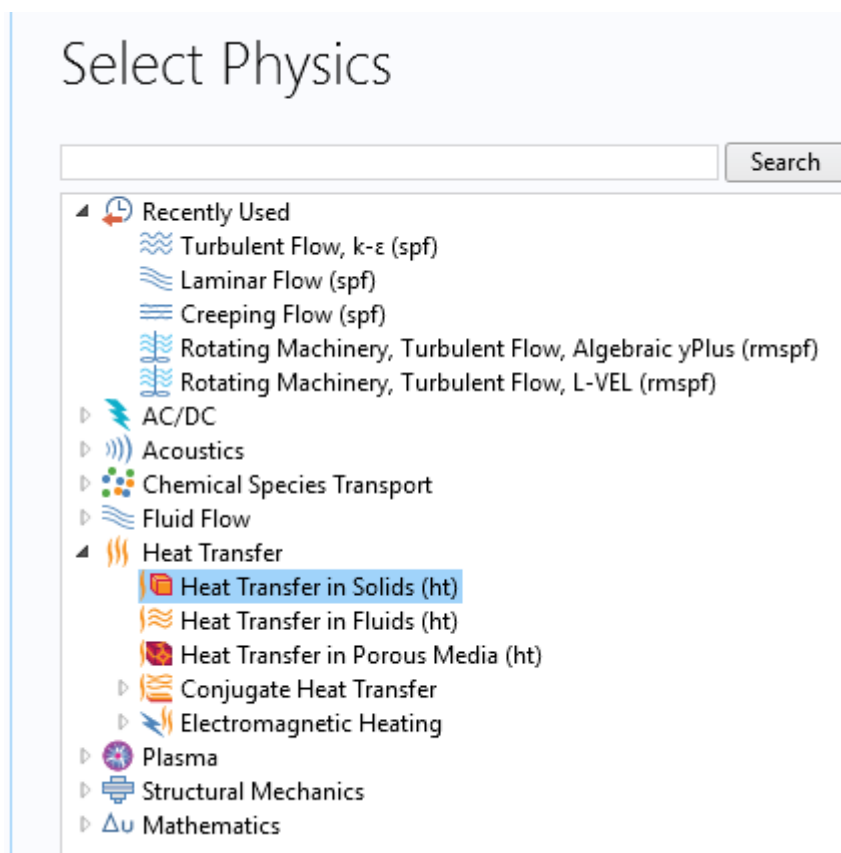 Select Physics
Search
Recently Used
Turbulent Flow, k-ε (spf)
Laminar Flow (spf)
Creeping Flow (spf)
Rotating Machinery, Turbulent Flow, Algebraic yPlus (rmspf)
Rotating Machinery, Turbulent Flow, L-VEL (rmspf)
AC/DC
Acoustics
Chemical Species Transport
Fluid Flow
Heat Transfer
Heat Transfer in Solids (ht)
Heat Transfer in Fluids (ht)
Heat Transfer in Porous Media (ht)
Conjugate Heat Transfer
Electromagnetic Heating
Plasma
Structural Mechanics
Δu Mathematics